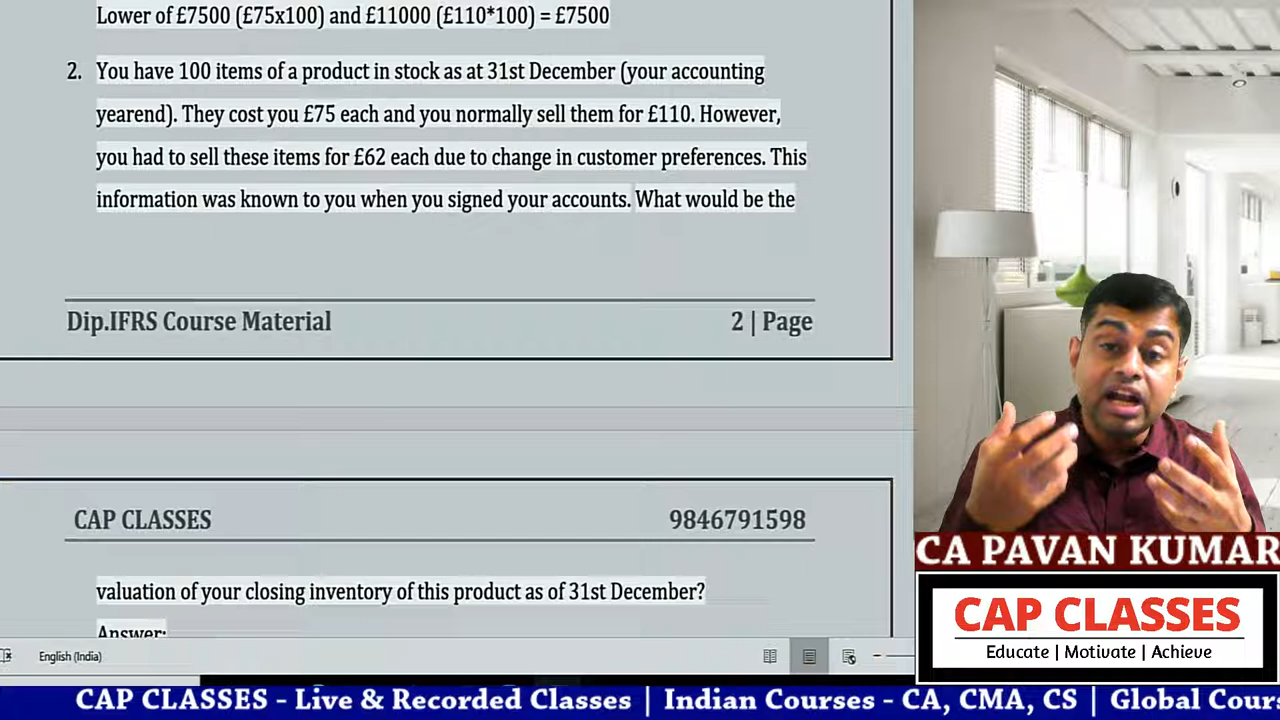 Lower of £7500 (£75x100) and £11000 (£110*100) = £7500
2. You have 100 items of a product in stock as at 31st December (your accounting
yearend). They cost you £75 each and you normally sell them for £110. However,
you had to sell these items for £62 each due to change in customer preferences. This
information was known to you when you signed your accounts. What would be the
Dip.IFRS Course Material 2 | Page
CAP CLASSES 9846791598
valuation of your closing inventory of this product as of 31st December?
Answer:
English (India)
CA PAVAN KUMAR
CAP CLASSES
Educate | Motivate | Achieve
CAP CLASSES - Live & Recorded Classes | Indian Courses - CA, CMA, CS | Global Cour